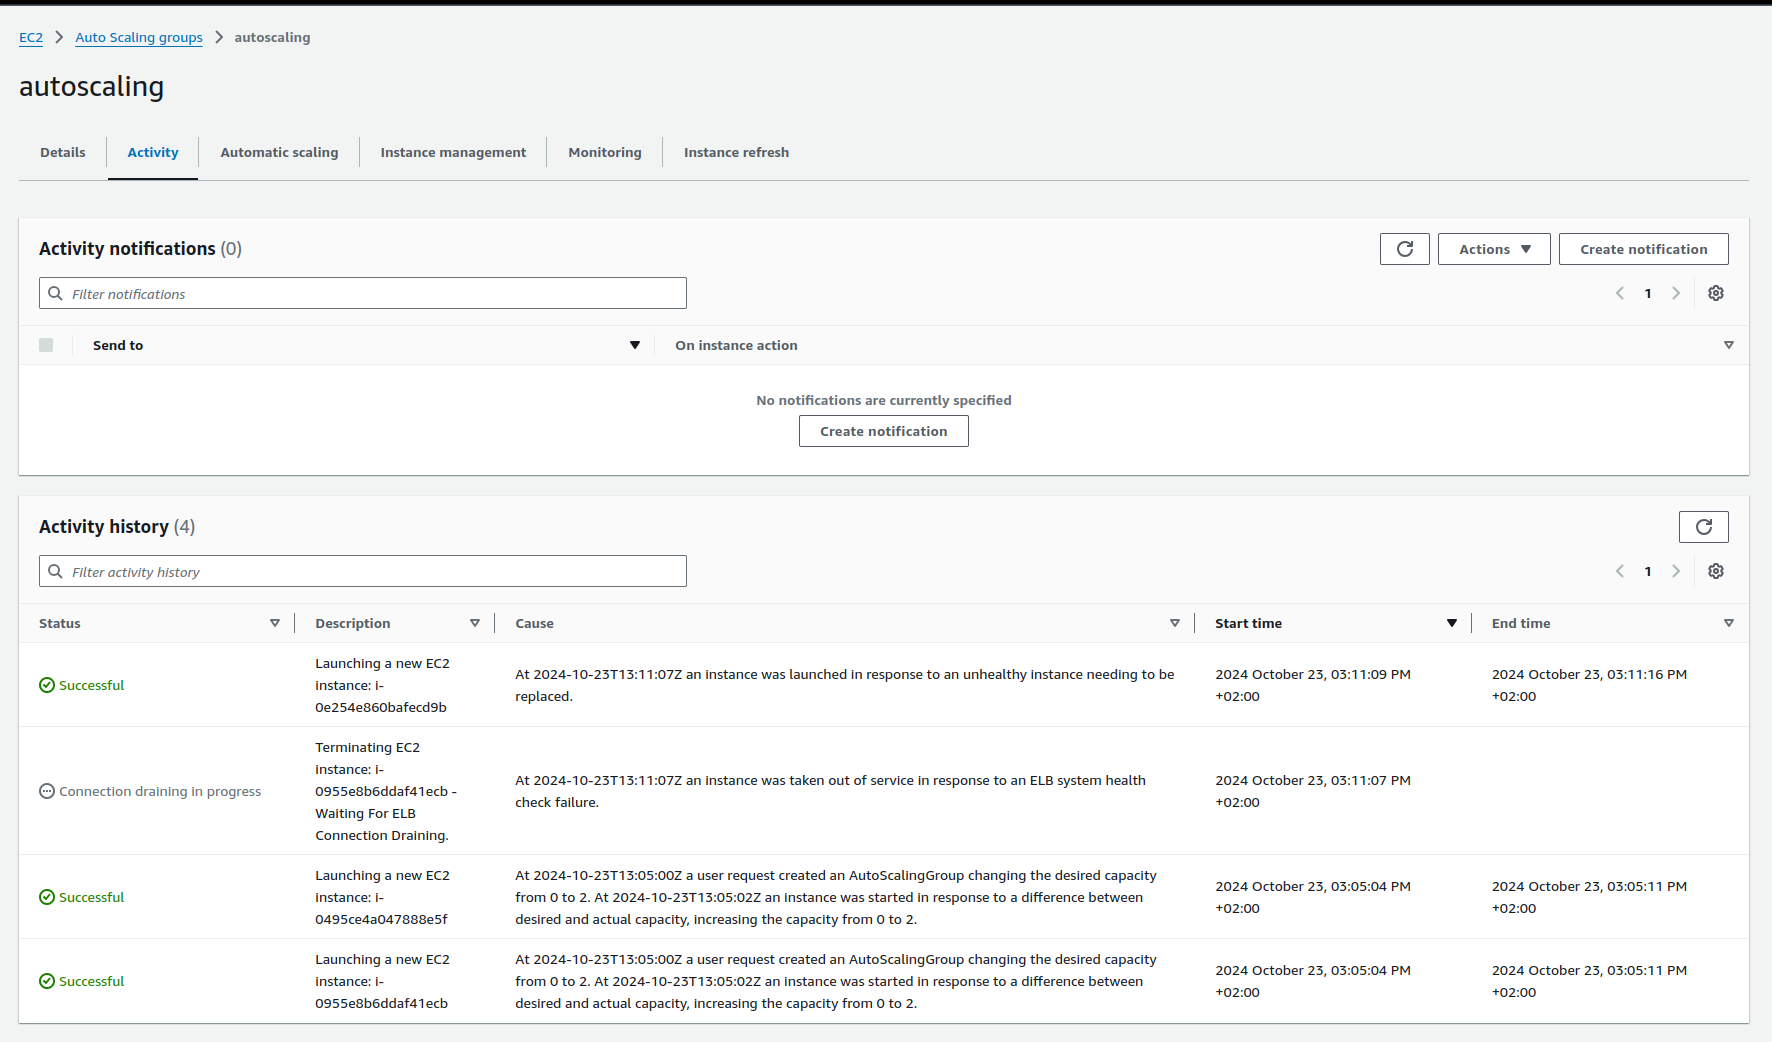 EC2 > Auto Scaling groups > autoscaling
autoscaling
Details Activity Automatic scaling Instance management Monitoring Instance refresh
Activity notifications (0)
Actions Create notification
Filter notifications
1
Send to On instance action
No notifications are currently specified
Create notification
Activity history (4)
Filter activity history
1
Status Description Cause Start time End time
Successful
Launching a new EC2
instance: i-
0e254e860bafecd9b
At 2024-10-23T13:11:07Z an instance was launched in response to an unhealthy instance needing to be
replaced.
2024 October 23, 03:11:09 PM
+02:00
2024 October 23, 03:11:16 PM
+02:00
Connection draining in progress
Terminating EC2
instance: i-
0955e8b6ddaf41ecb -
Waiting For ELB
Connection Draining.
At 2024-10-23T13:11:07Z an instance was taken out of service in response to an ELB system health
check failure.
2024 October 23, 03:11:07 PM
+02:00
Successful
Launching a new EC2
instance: i-
0495ce4a047888e5f
At 2024-10-23T13:05:00Z a user request created an AutoScalingGroup changing the desired capacity
from 0 to 2. At 2024-10-23T13:05:02Z an instance was started in response to a difference between
desired and actual capacity, increasing the capacity from 0 to 2.
2024 October 23, 03:05:04 PM
+02:00
2024 October 23, 03:05:11 PM
+02:00
Successful
Launching a new EC2
instance: i-
0955e8b6ddaf41ecb
At 2024-10-23T13:05:00Z a user request created an AutoScalingGroup changing the desired capacity
from 0 to 2. At 2024-10-23T13:05:02Z an instance was started in response to a difference between
desired and actual capacity, increasing the capacity from 0 to 2.
2024 October 23, 03:05:04 PM
+02:00
2024 October 23, 03:05:11 PM
+02:00